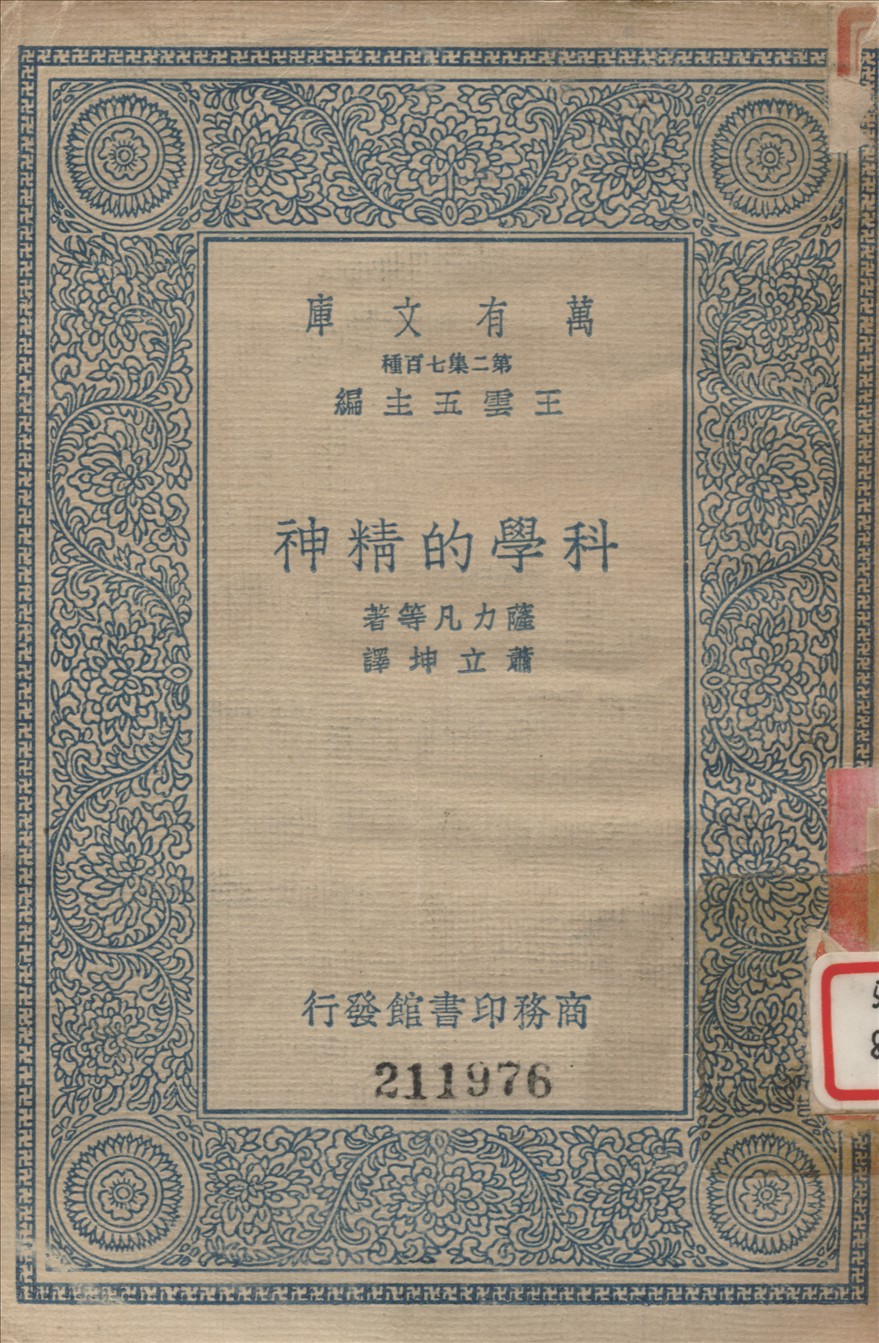 萬有文庫
第二集七百種
王雲五主編
科學的精神
薩力凡等著
蕭立坤譯
商務印書館發行
211976